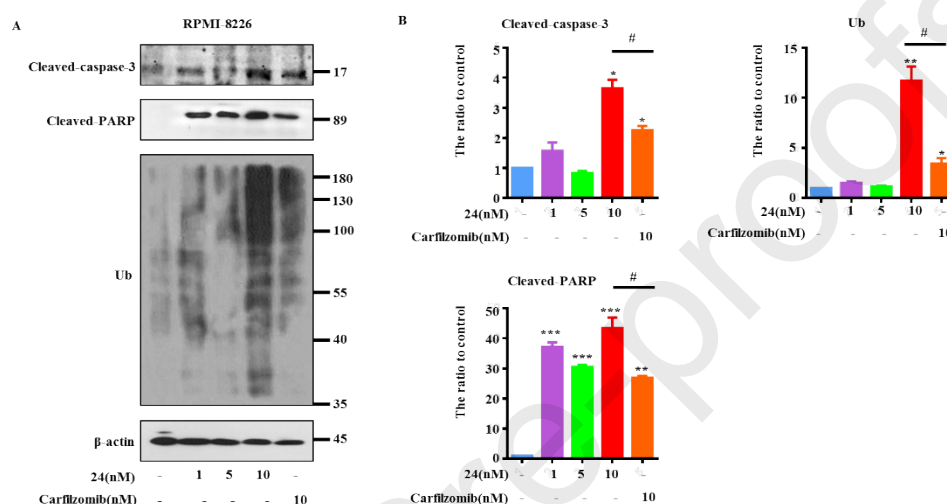 A
RPMI-8226
Cleaved-caspase-3
17
Cleaved-PARP
89
Ub
180
130
100
55
40
35
β-actin
45
24(nM) - 1 5 10 -
Carfilzomib(nM) - - - - 10
B
Cleaved-caspase-3
#
The ratio to control
5
4
3
2
1
0
*
*
24(nM) - 1 5 10 -
Carfilzomib(nM) - - - - 10
Ub
#
The ratio to control
15
10
5
0
**
*
24(nM) - 1 5 10 -
Carfilzomib(nM) - - - - 10
Cleaved-PARP
#
The ratio to control
50
40
30
20
10
0
***
***
***
**
24(nM) - 1 5 10 -
Carfilzomib(nM) - - - - 10
Pre-proof